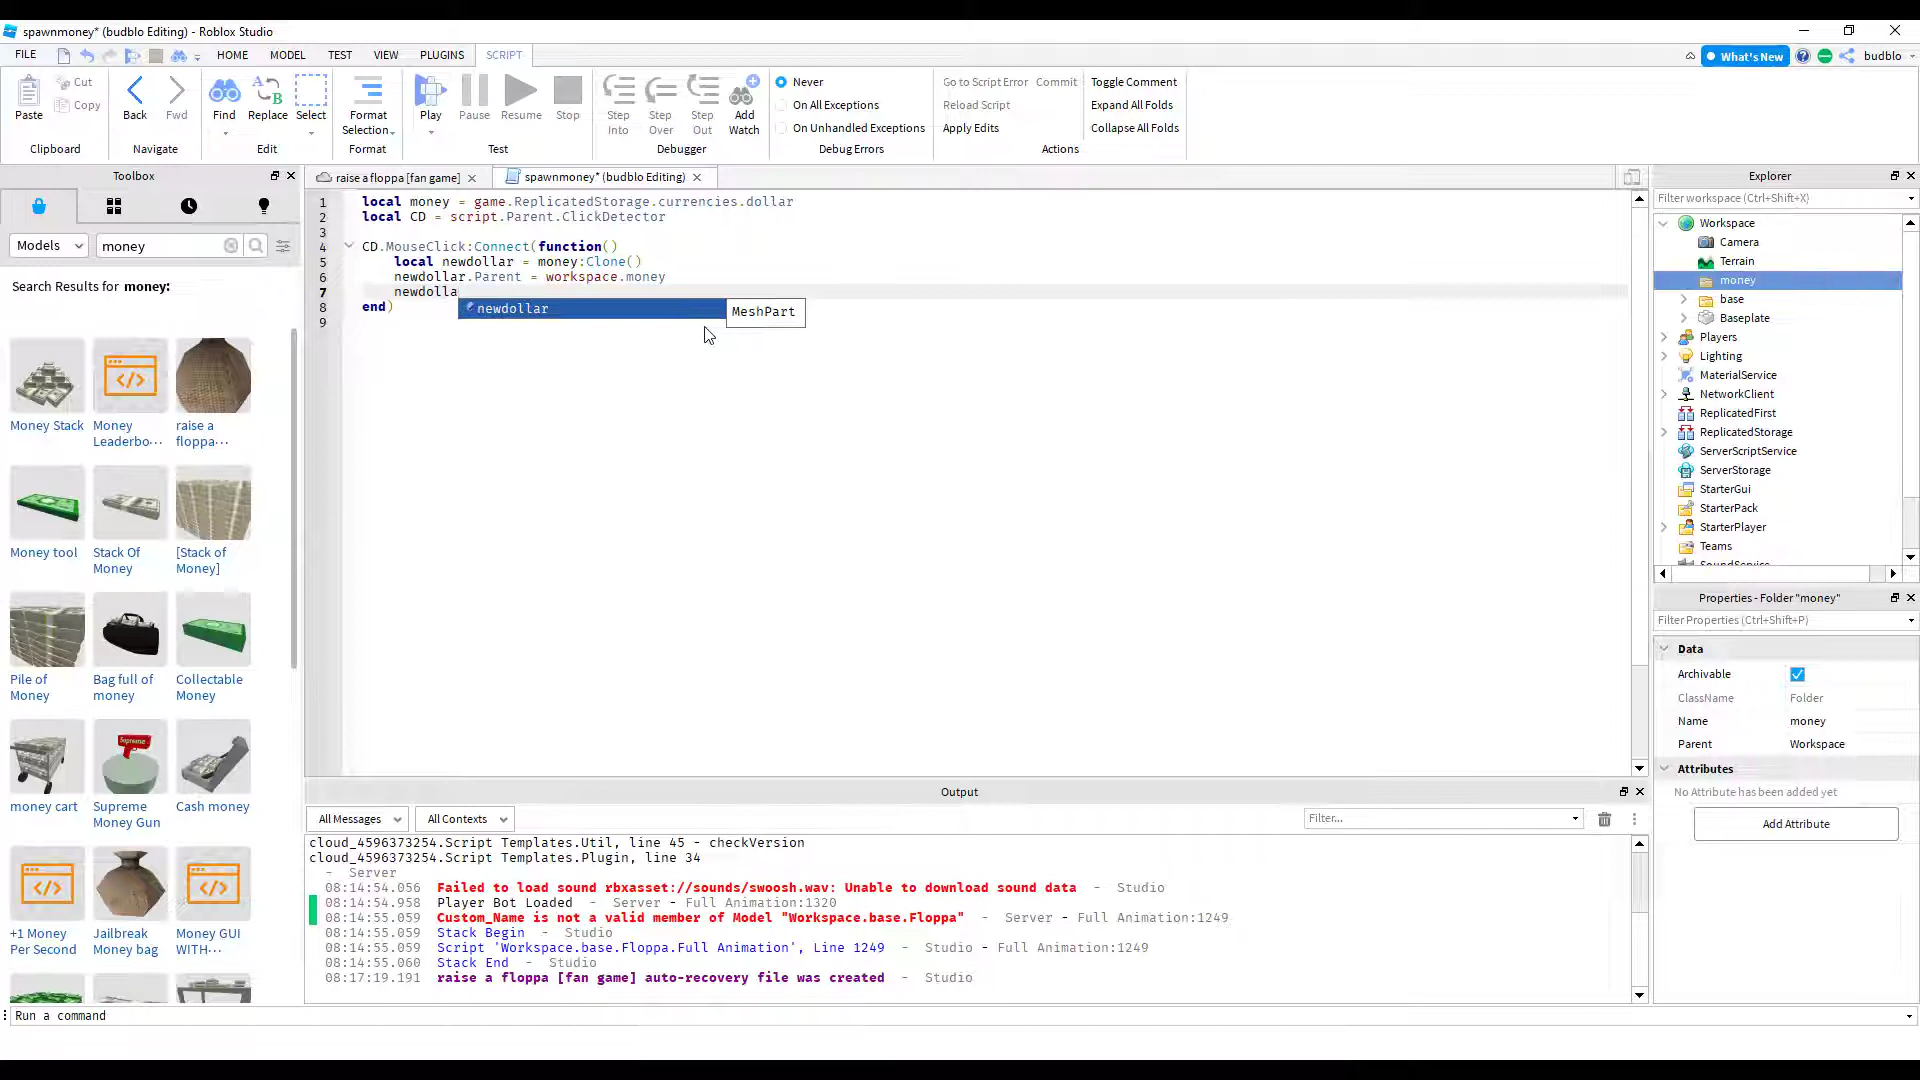 spawnmoney* (budblo Editing) - Roblox Studio
FILE HOME MODEL TEST VIEW PLUGINS SCRIPT What's New budblo
Paste Cut Copy Back Fwd Find Replace Select Format Selection Play Pause Resume Stop Step Into Step Over Step Out Add Watch
Never
On All Exceptions
On Unhandled Exceptions
Go to Script Error Commit Toggle Comment
Reload Script Expand All Folds
Apply Edits Collapse All Folds
Clipboard Navigate Edit Format Test Debugger Debug Errors Actions
Toolbox
Models money
Search Results for money:
Money Stack
Money Leaderbo...
raise a floppa...
Money tool
Stack Of Money
[Stack of Money]
Pile of Money
Bag full of money
Collectable Money
money cart
Supreme Money Gun
Cash money
+1 Money Per Second
Jailbreak Money bag
Money GUI WITH...
raise a floppa [fan game] spawnmoney* (budblo Editing)
1 local money = game.ReplicatedStorage.currencies.dollar
2 local CD = script.Parent.ClickDetector
3
4 CD.MouseClick:Connect(function()
5 local newdollar = money:Clone()
6 newdollar.Parent = workspace.money
7 newdolla
8 end)
9
newdollar
MeshPart
Output
All Messages All Contexts Filter...
cloud_4596373254.Script Templates.Util, line 45 - checkVersion
cloud_4596373254.Script Templates.Plugin, line 34
- Server
08:14:54.056 Failed to load sound rbxasset://sounds/swoosh.wav: Unable to download sound data - Studio
08:14:54.958 Player Bot Loaded - Server - Full Animation:1320
08:14:55.059 Custom_Name is not a valid member of Model "Workspace.base.Floppa" - Server - Full Animation:1249
08:14:55.059 Stack Begin - Studio
08:14:55.059 Script 'Workspace.base.Floppa.Full Animation', Line 1249 - Studio - Full Animation:1249
08:14:55.060 Stack End - Studio
08:17:19.191 raise a floppa [fan game] auto-recovery file was created - Studio
Run a command
Explorer
Filter workspace (Ctrl+Shift+X)
Workspace
Camera
Terrain
money
base
Baseplate
Players
Lighting
MaterialService
NetworkClient
ReplicatedFirst
ReplicatedStorage
ServerScriptService
ServerStorage
StarterGui
StarterPack
StarterPlayer
Teams
SoundService
Properties - Folder "money"
Filter Properties (Ctrl+Shift+P)
Data
Archivable
ClassName Folder
Name money
Parent Workspace
Attributes
No Attribute has been added yet
Add Attribute